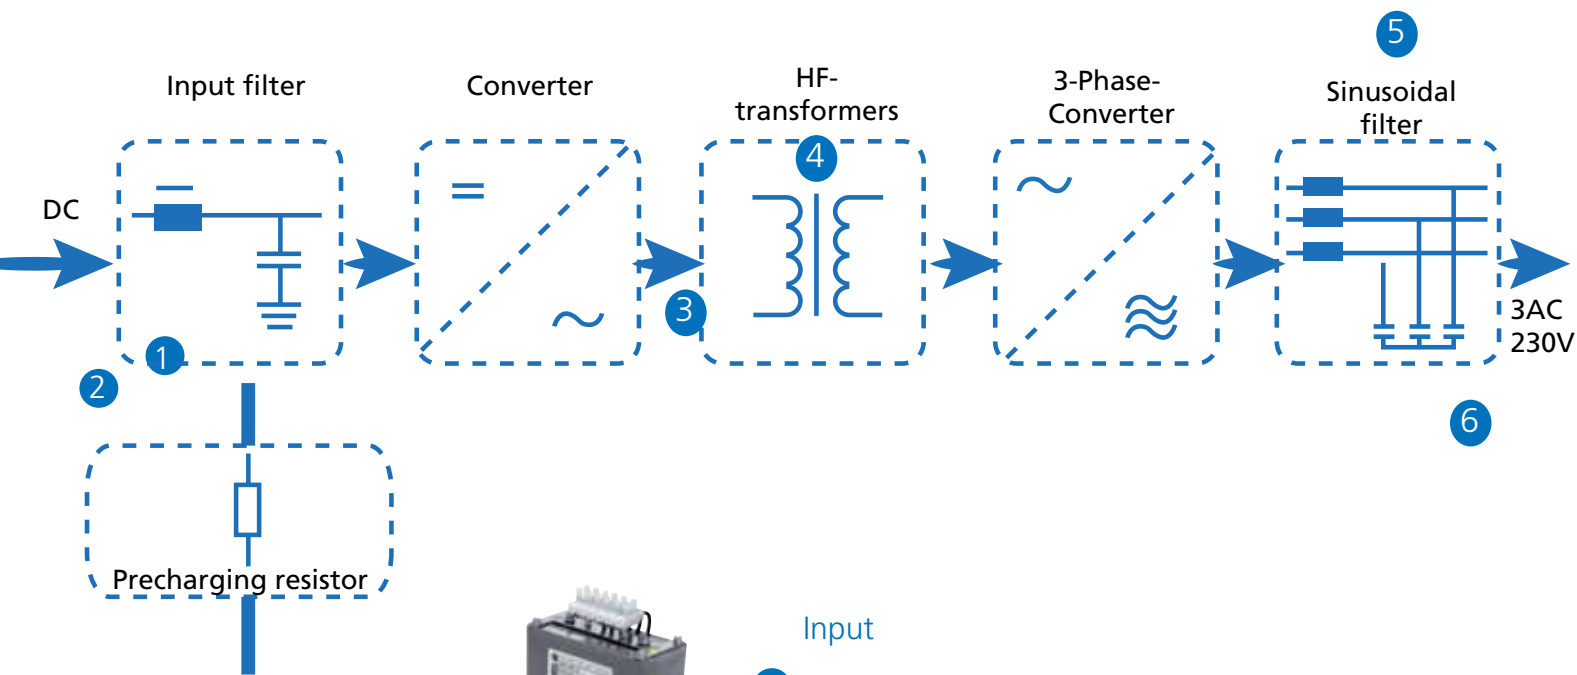 5
Input filter
Converter
HF-
transformers
3-Phase-
Converter
Sinusoidal
filter
4
DC
3
3AC
230V
1
2
6
Precharging resistor
Input